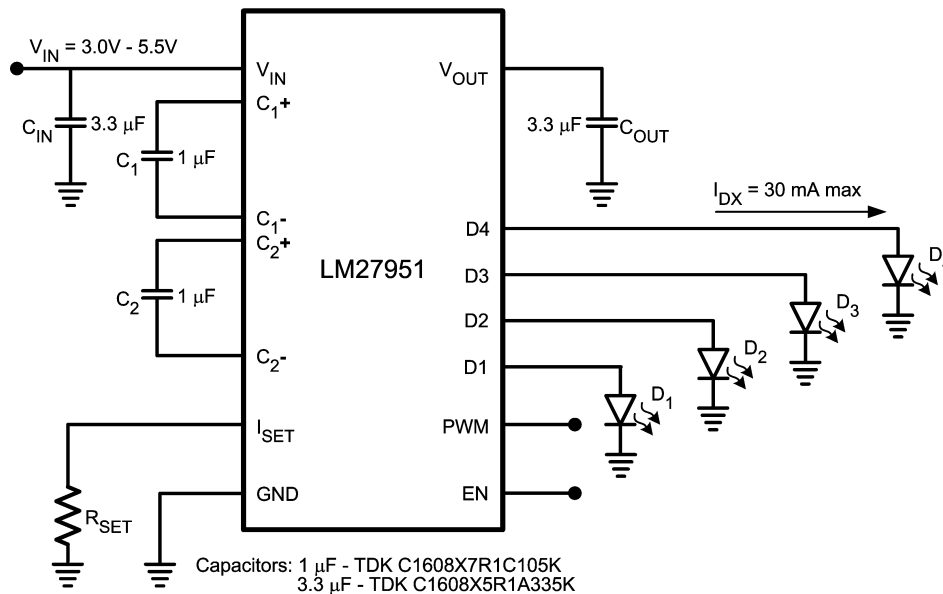 V_IN = 3.0V - 5.5V
V_IN
V_OUT
C_1+
C_IN
3.3 µF
C_1
1 µF
3.3 µF
C_OUT
I_DX = 30 mA max
C_1-
C_2+
D4
LM27951
D3
C_2
1 µF
D_3
D2
D_2
C_2-
D1
D_1
I_SET
PWM
GND
EN
R_SET
Capacitors: 1 µF - TDK C1608X7R1C105K
3.3 µF - TDK C1608X5R1A335K